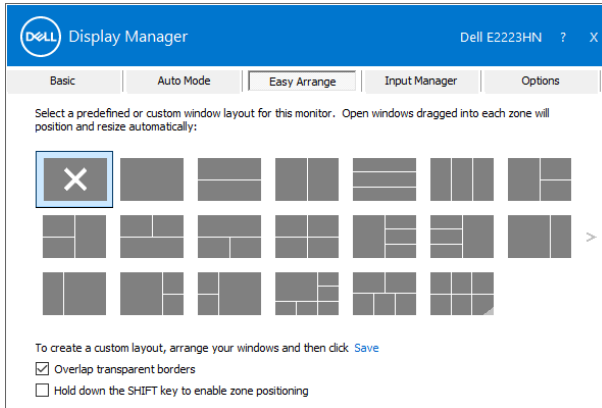 DELL Display Manager
Dell E2223HN ? X
Basic Auto Mode Easy Arrange Input Manager Options
Select a predefined or custom window layout for this monitor. Open windows dragged into each zone will
position and resize automatically:
>
To create a custom layout, arrange your windows and then click Save
Overlap transparent borders
Hold down the SHIFT key to enable zone positioning